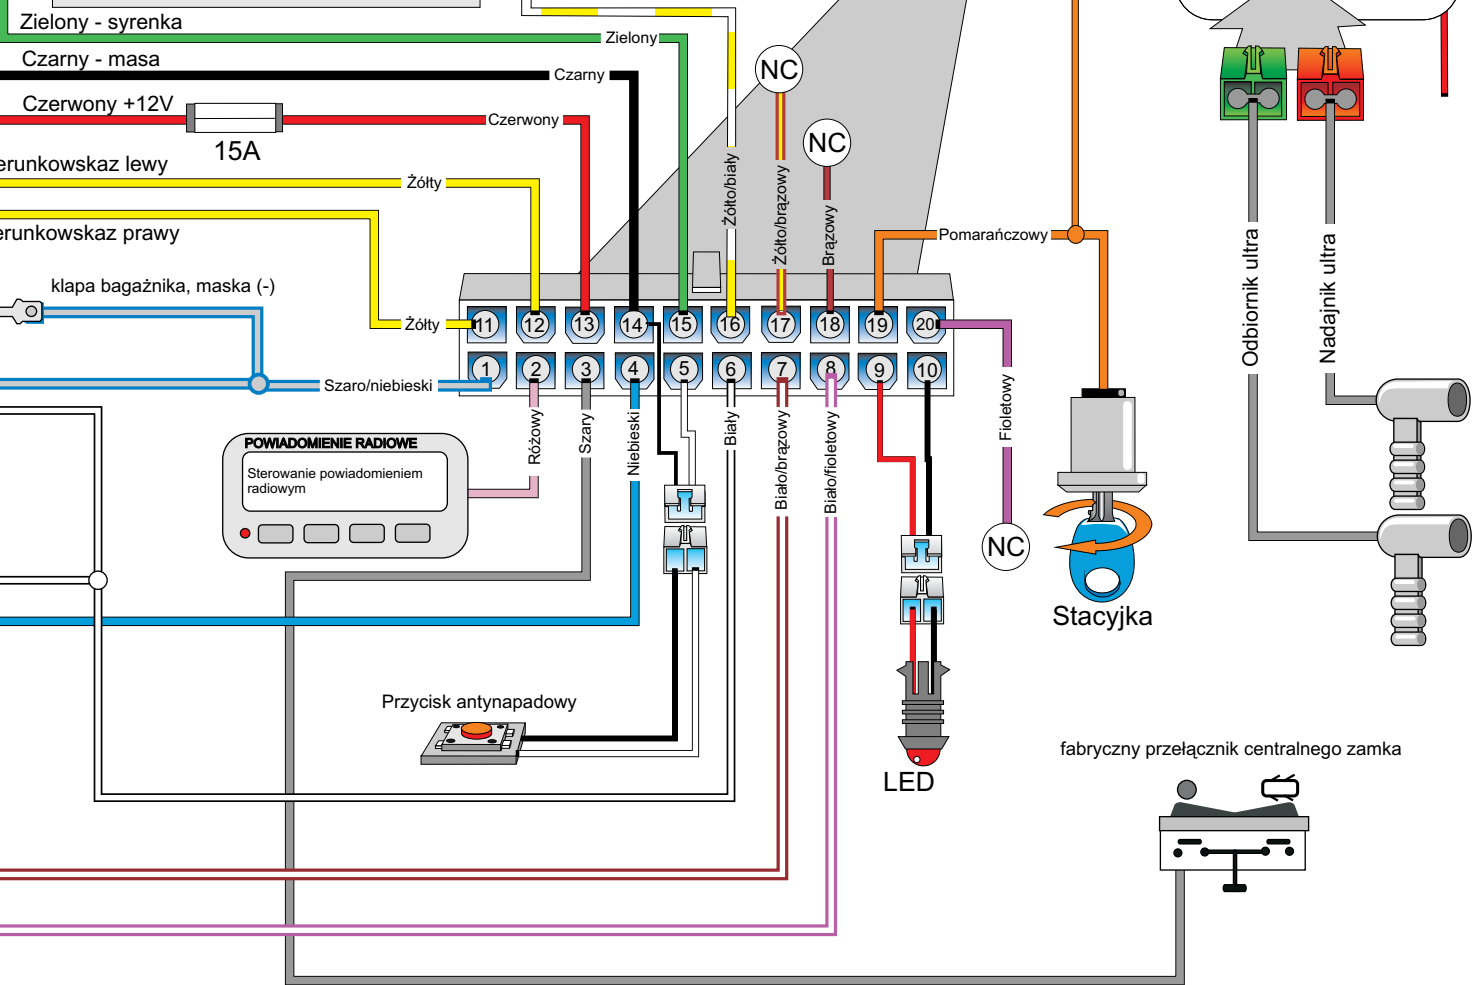 Zielony - syrenka
Zielony
Czarny - masa
Czarny
NC
Czerwony +12V
Czerwony
15A
NC
erunkowskaz lewy
Żółty
Żółto/biały
Żółto/brązowy
Brązowy
erunkowskaz prawy
Pomarańczowy
Odbiornik ultra
Nadajnik ultra
klapa bagażnika, maska (-)
Żółty
11 12 13 14 15 16 17 18 19 20
1 2 3 4 5 6 7 8 9 10
Szaro/niebieski
Różowy
Szary
Niebieski
Biały
Biało/brązowy
Biało/fioletowy
Fioletowy
POWIADOMIENIE RADIOWE
Sterowanie powiadomieniem
radiowym
NC
Stacyjka
Przycisk antynapadowy
LED
fabryczny przełącznik centralnego zamka